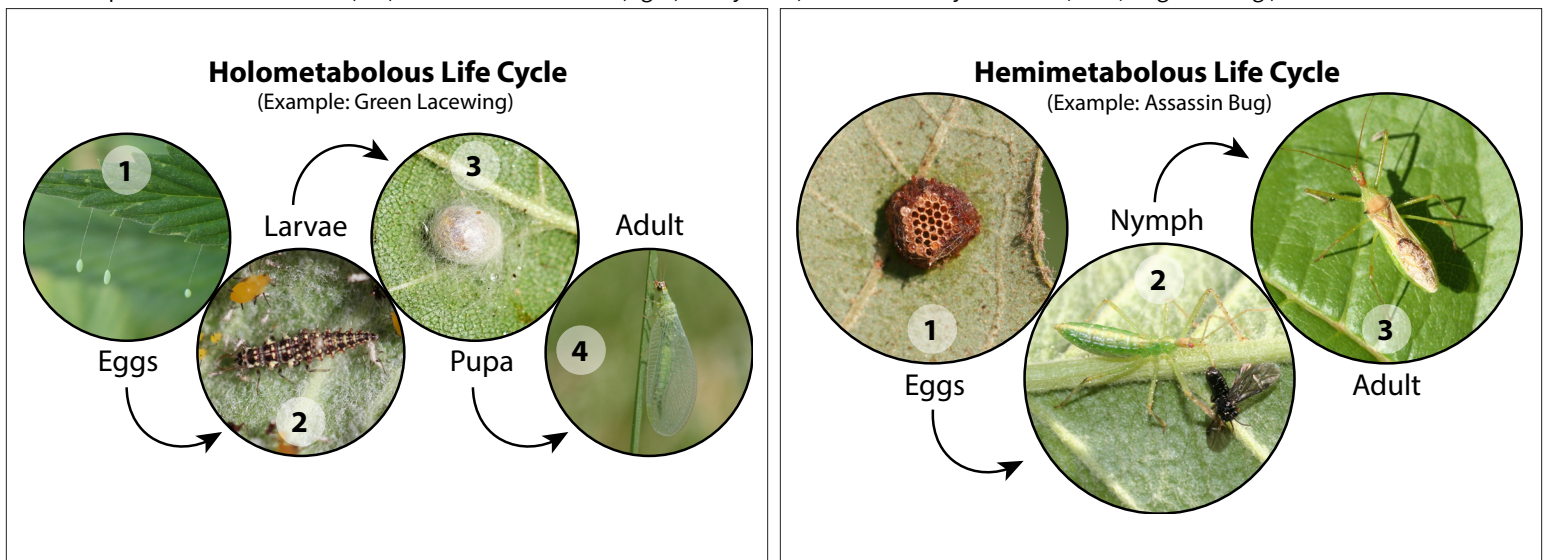 Holometabolous Life Cycle
(Example: Green Lacewing)
1
Eggs
Larvae
2
3
Pupa
Adult
4
Hemimetabolous Life Cycle
(Example: Assassin Bug)
1
Eggs
Nymph
2
3
Adult